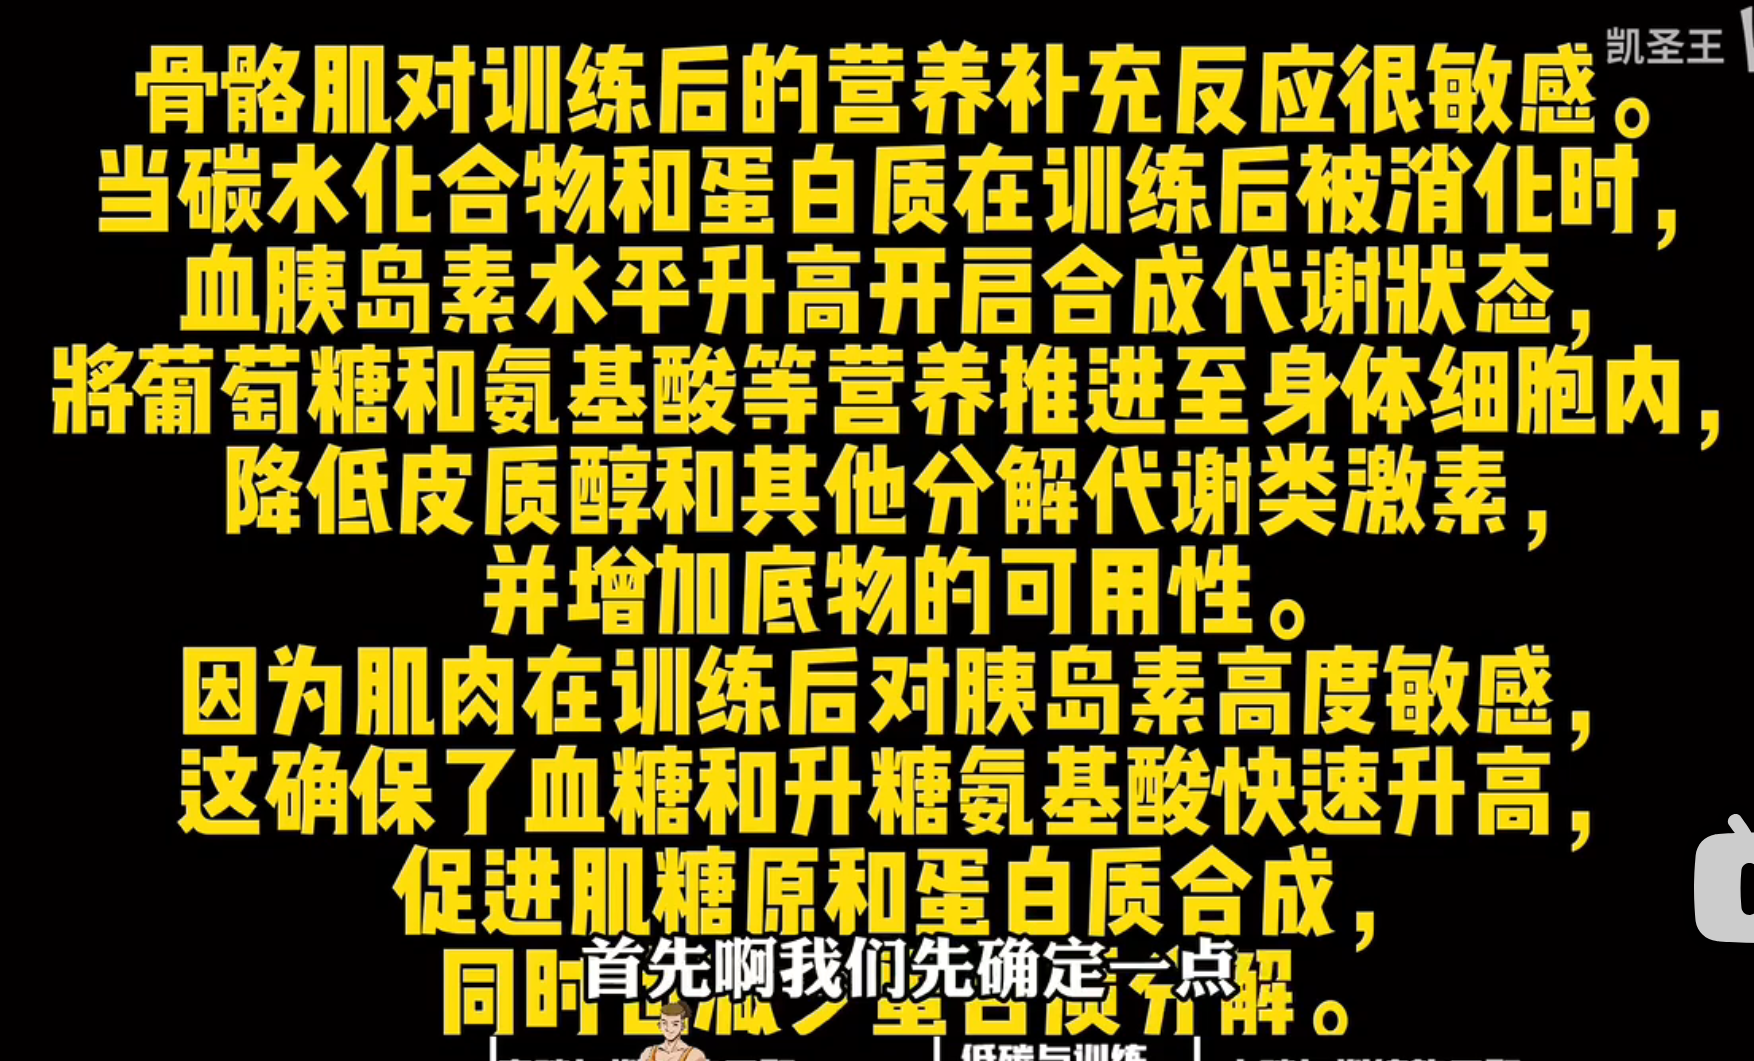 凯圣王
骨骼肌对训练后的营养补充反应很敏感。
当碳水化合物和蛋白质在训练后被消化时，
血胰岛素水平升高开启合成代谢狀态，
將葡萄糖和氨基酸等营养推进至身体细胞内，
降低皮质醇和其他分解代谢类激素，
并增加底物的可用性。
因为肌肉在训练后对胰岛素高度敏感，
这确保了血糖和升糖氨基酸快速升高，
促进肌糖原和蛋白质合成，
同时也减少蛋白质分解。
首先啊我们先确定一点
低碳与训练